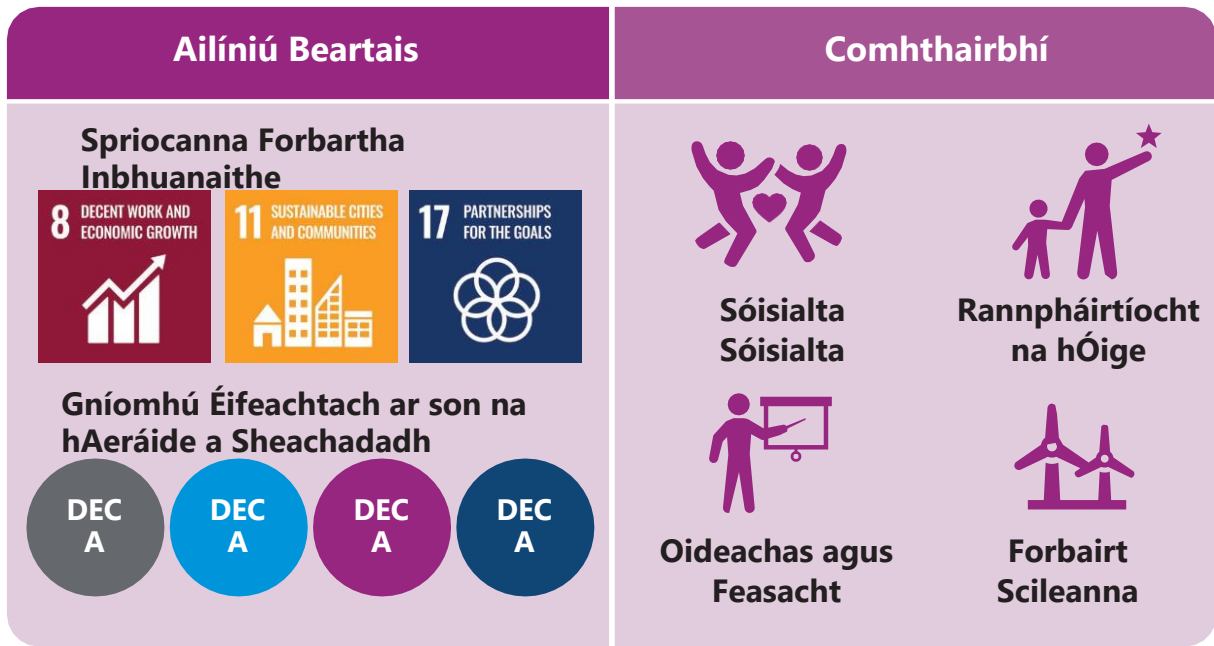 Ailíniú Beartais
Spriocanna Forbartha
Inbhuanaithe
8 DECENT WORK AND
ECONOMIC GROWTH
11 SUSTAINABLE CITIES
AND COMMUNITIES
17 PARTNERSHIPS
FOR THE GOALS
Gníomhú Éifeachtach ar son na
hAeráide a Sheachadadh
DEC
A
DEC
A
DEC
A
DEC
A
Comhthairbhí
Sóisialta
Sóisialta
Rannpháirtíocht
na hÓige
Oideachas agus
Feasacht
Forbairt
Scileanna